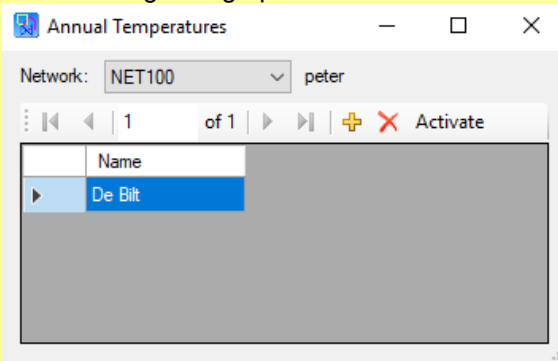 Annual Temperatures
Network: NET100 peter
1 of 1 Activate
Name
De Bilt